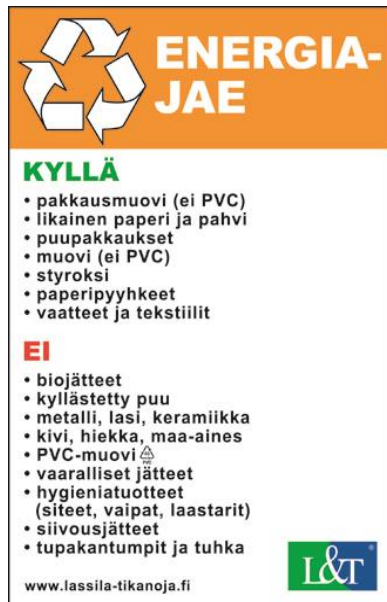 ENERGIA-
JAE
KYLLÄ
• pakkausmuovi (ei PVC)
• likainen paperi ja pahvi
• puupakkaukset
• muovi (ei PVC)
• styroksi
• paperipyyhkeet
• vaatteet ja tekstiilit
EI
• biojätteet
• kyllästetty puu
• metalli, lasi, keramiikka
• kivi, hiekka, maa-aines
• PVC-muovi
• vaaralliset jätteet
• hygieniatuotteet
(siteet, vaipat, laastarit)
• siivousjätteet
• tupakantumpit ja tuhka
www.lassila-tikanoja.fi
L&T®